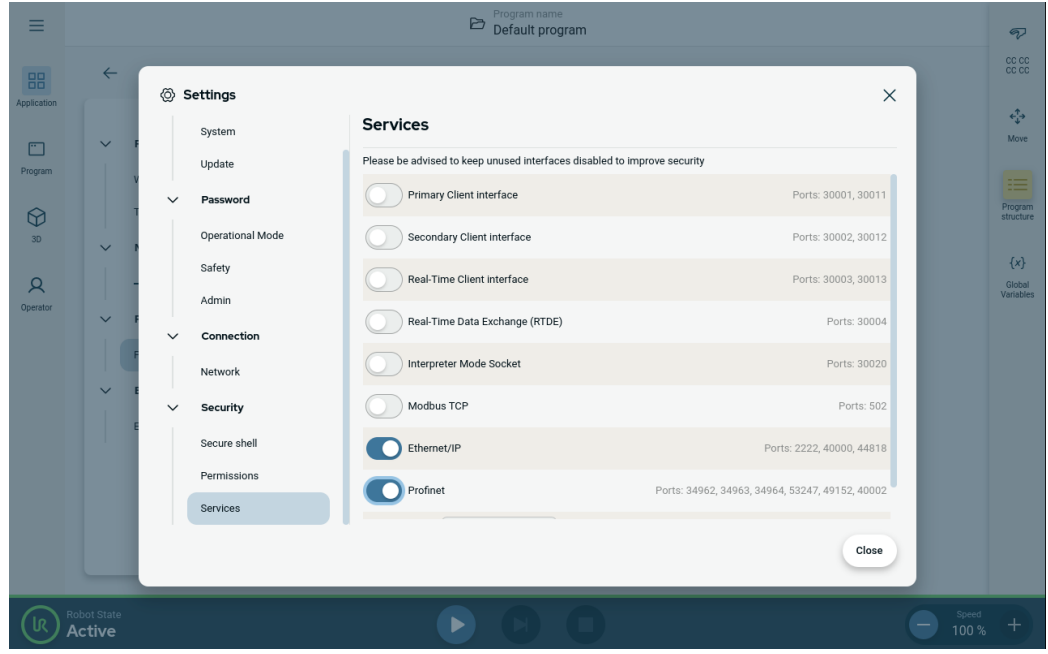 Program name
Default program
Application
Program
3D
Operator
Settings
System
Update
Password
Operational Mode
Safety
Admin
Connection
Network
Security
Secure shell
Permissions
Services
Services
Please be advised to keep unused interfaces disabled to improve security
Primary Client interface Ports: 30001, 30011
Secondary Client interface Ports: 30002, 30012
Real-Time Client interface Ports: 30003, 30013
Real-Time Data Exchange (RTDE) Ports: 30004
Interpreter Mode Socket Ports: 30020
Modbus TCP Ports: 502
Ethernet/IP Ports: 2222, 40000, 44818
Profinet Ports: 34962, 34963, 34964, 53247, 49152, 40002
Close
CC CC
CC CC
Move
Program
structure
{x}
Global
Variables
UR
Robot State
Active
Speed
100 %